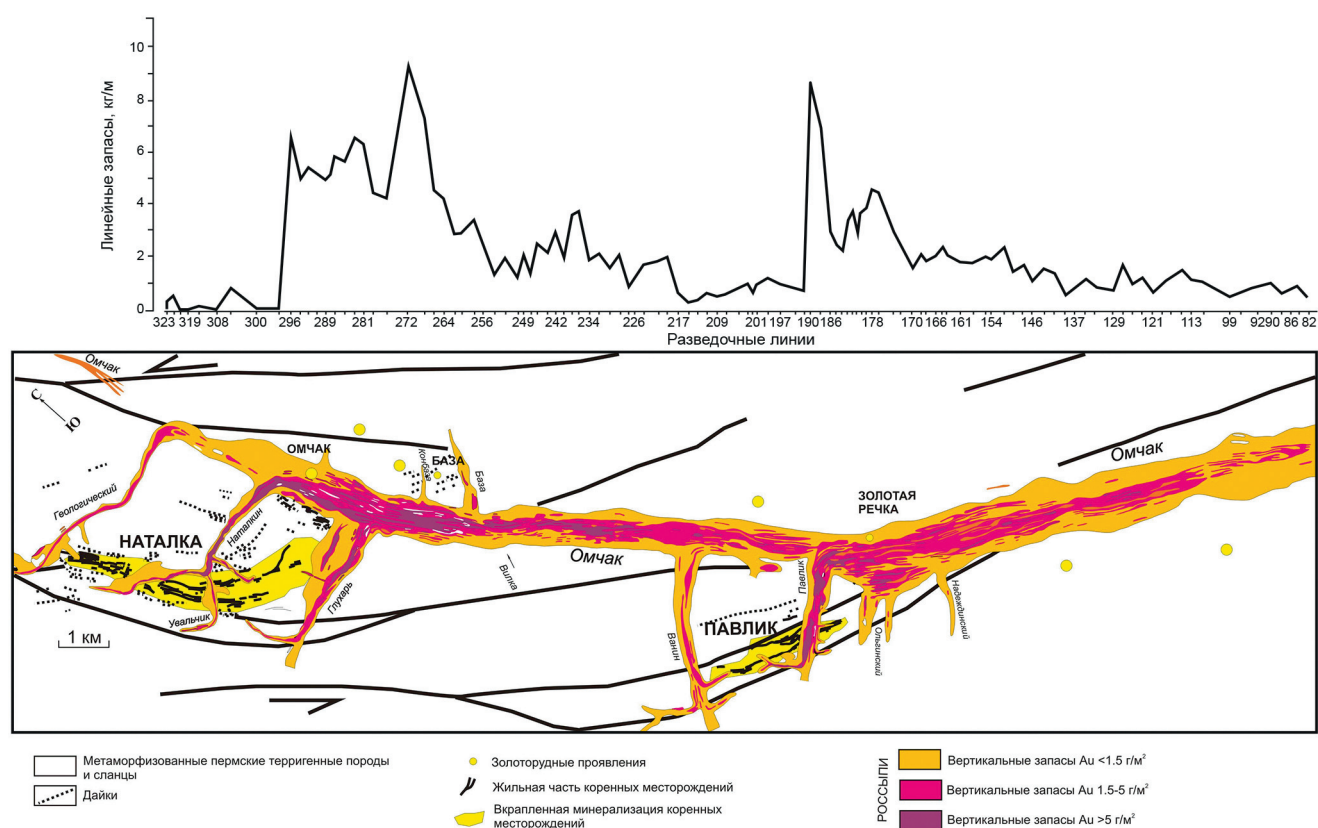 Линейные запасы, кг/м
10
8
6
4
2
0
323 319 308 300 296 289 281 272 264 256 249 242 234 226 217 209 201 197 190 186 178 170 166 161 154 146 137 129 121 113 99 92 90 86 82
Разведочные линии
Омчак
С
Ю
ОМЧАК
Конбаза
БАЗА
База
Геологический
НАТАЛКА
Наталкин
Омчак
Вилка
Глухарь
Увальчик
1 км
ЗОЛОТАЯ
РЕЧКА
Омчак
Павлик
ПАВЛИК
Ванин
Ольгинский
Надеждинский
Метаморфизованные пермские терригенные породы
и сланцы
Дайки
Золоторудные проявления
Жильная часть коренных месторождений
Вкрапленная минерализация коренных
месторождений
РОССЫПИ
Вертикальные запасы Au <1.5 г/м²
Вертикальные запасы Au 1.5-5 г/м²
Вертикальные запасы Au >5 г/м²